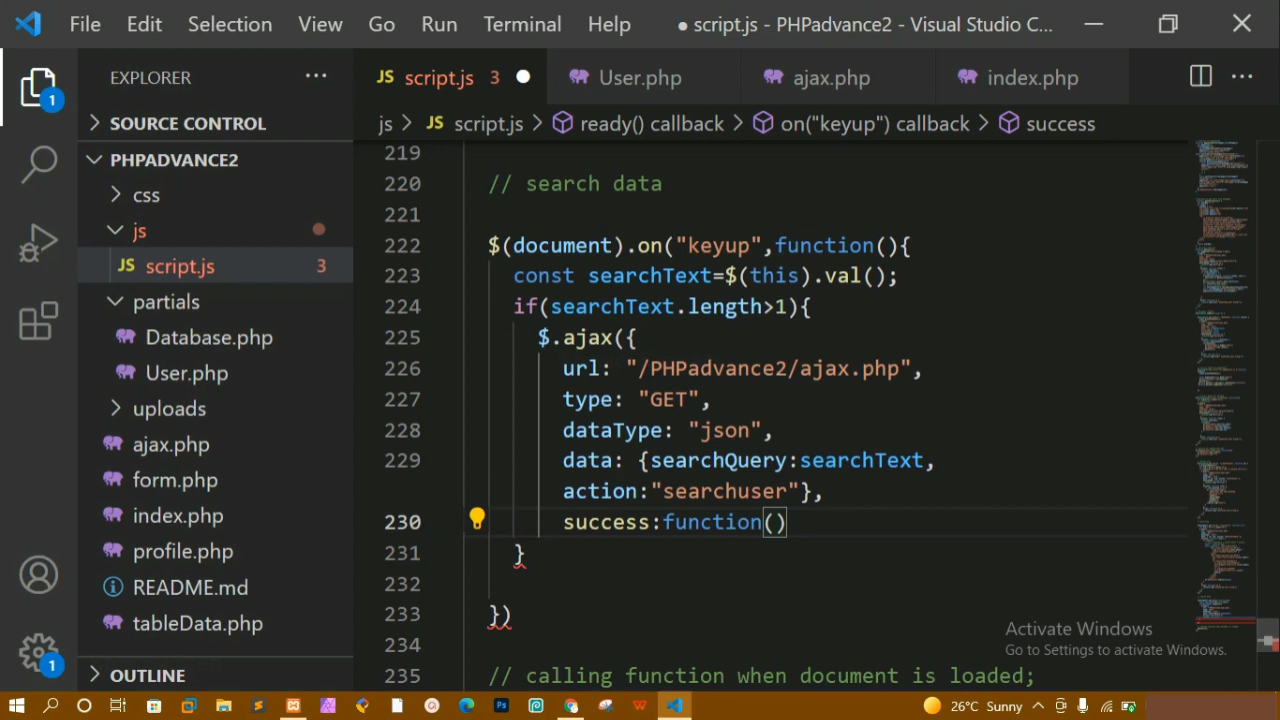 File Edit Selection View Go Run Terminal Help ● script.js - PHPadvance2 - Visual Studio C...
EXPLORER ...
JS script.js 3 User.php ajax.php index.php ...
1
SOURCE CONTROL
js > JS script.js > ready() callback > on("keyup") callback > success
PHPADVANCE2
css
js
JS script.js 3
partials
Database.php
User.php
uploads
ajax.php
form.php
index.php
profile.php
README.md
tableData.php
OUTLINE
1
219
220 // search data
221
222 $(document).on("keyup",function(){
223 const searchText=$(this).val();
224 if(searchText.length>1){
225 $.ajax({
226 url: "/PHPadvance2/ajax.php",
227 type: "GET",
228 dataType: "json",
229 data: {searchQuery:searchText,
action:"searchuser"},
230 success:function()
231 }
232
233 })
234
235 // calling function when document is loaded;
Activate Windows
Go to Settings to activate Windows.
26°C Sunny